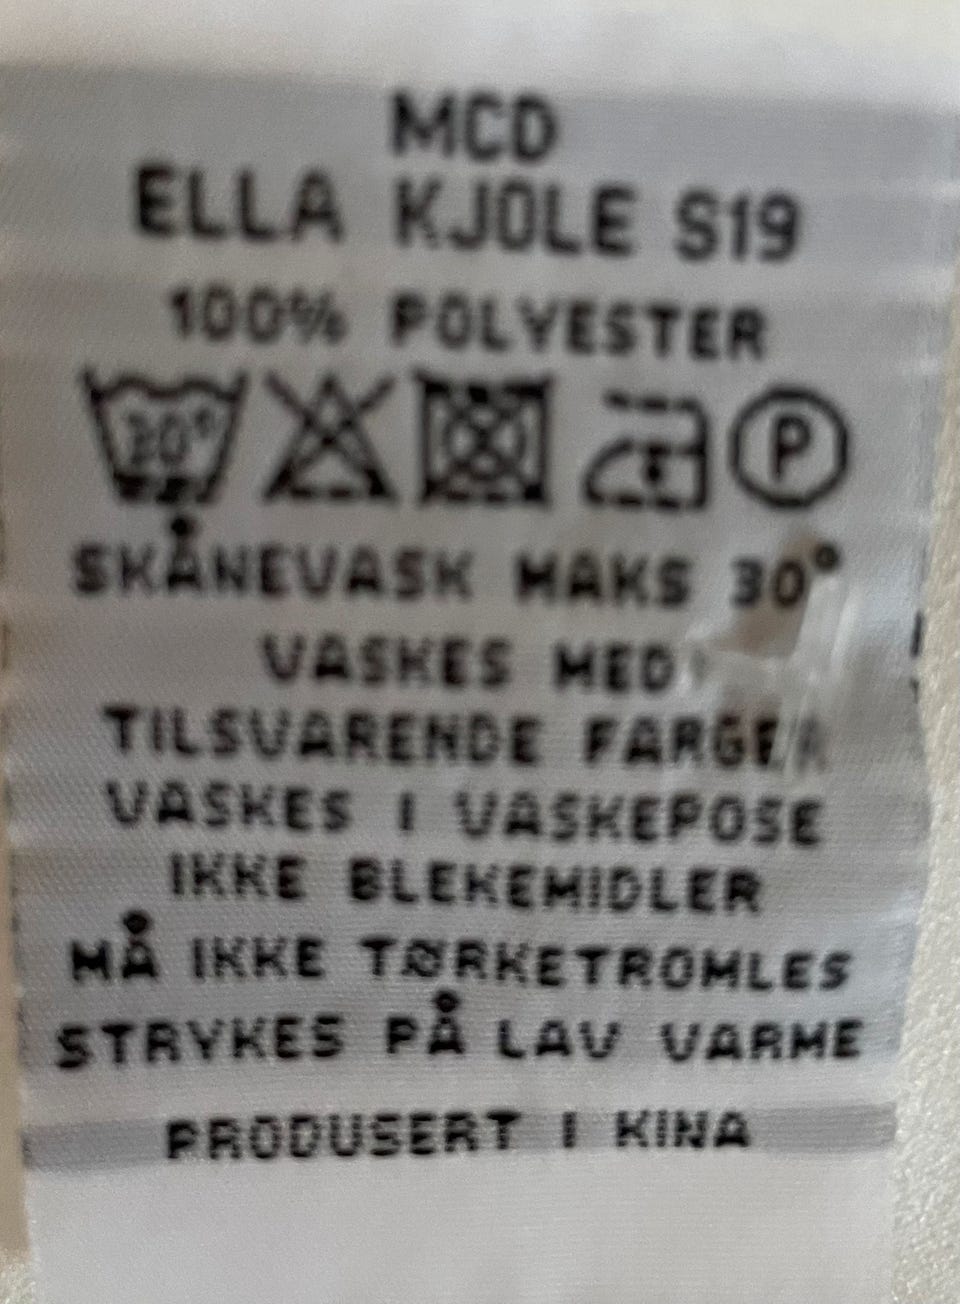 MCD
ELLA KJOLE S19
100% POLYESTER
30° P
SKÅNEVASK MAKS 30°
VASKES MED
TILSVARENDE FARGER
VASKES I VASKEPOSE
IKKE BLEKEMIDLER
MÅ IKKE TØRKETROMLES
STRYKES PÅ LAV VARME
PRODUSERT I KINA